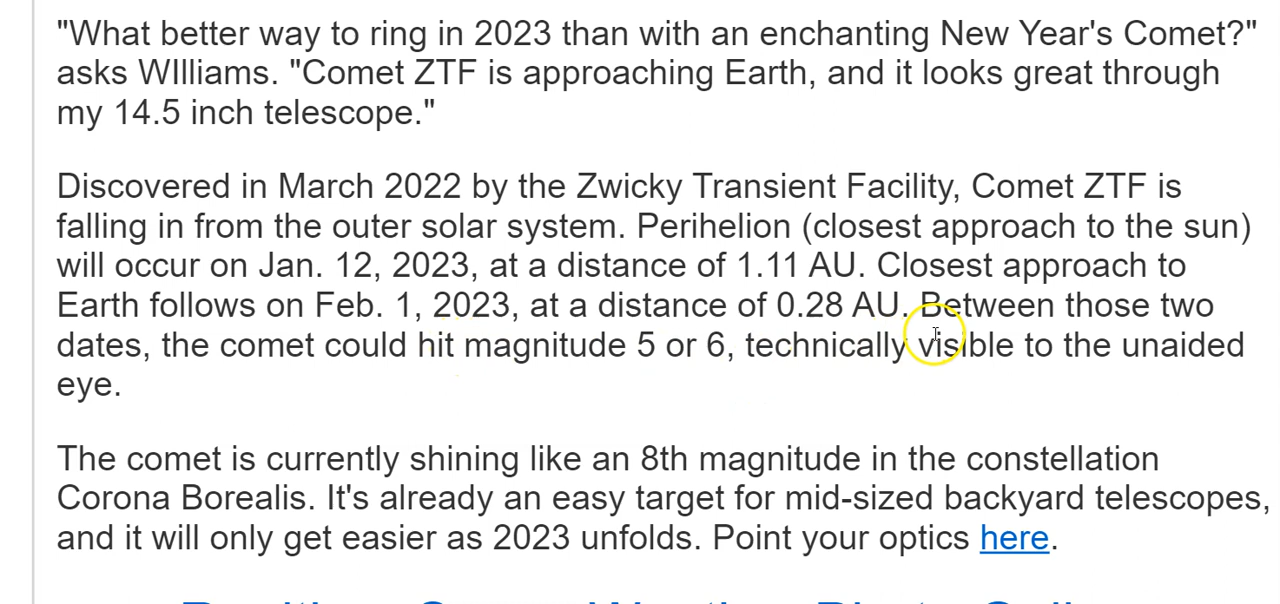 "What better way to ring in 2023 than with an enchanting New Year's Comet?"
asks WIlliams. "Comet ZTF is approaching Earth, and it looks great through
my 14.5 inch telescope."
Discovered in March 2022 by the Zwicky Transient Facility, Comet ZTF is
falling in from the outer solar system. Perihelion (closest approach to the sun)
will occur on Jan. 12, 2023, at a distance of 1.11 AU. Closest approach to
Earth follows on Feb. 1, 2023, at a distance of 0.28 AU. Between those two
dates, the comet could hit magnitude 5 or 6, technically visible to the unaided
eye.
The comet is currently shining like an 8th magnitude in the constellation
Corona Borealis. It's already an easy target for mid-sized backyard telescopes,
and it will only get easier as 2023 unfolds. Point your optics here.